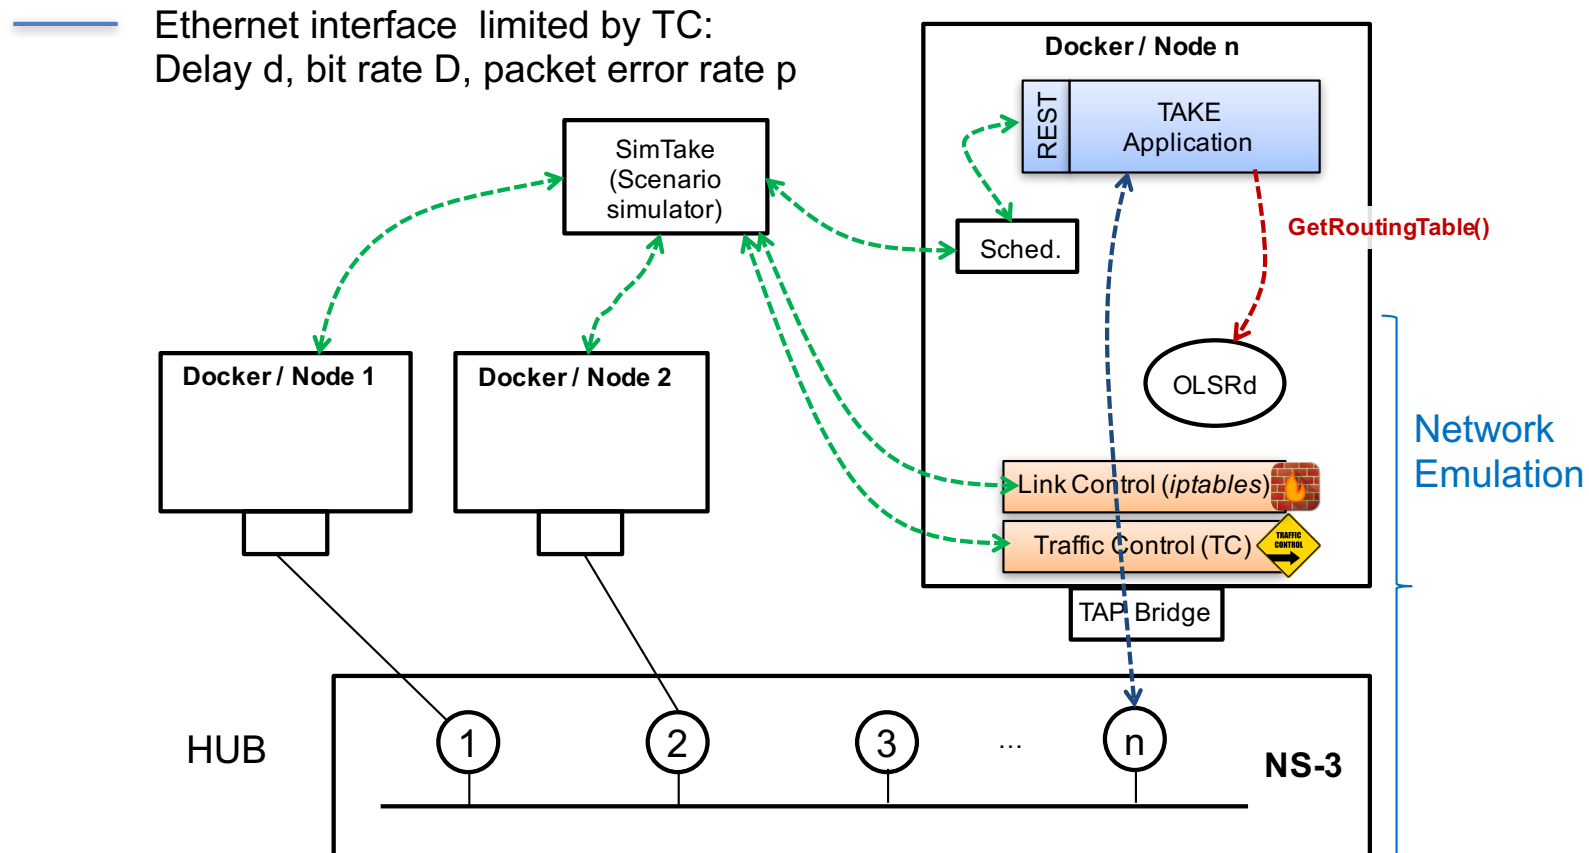 Ethernet interface limited by TC:
Delay d, bit rate D, packet error rate p
Docker / Node n
REST
TAKE
Application
SimTake
(Scenario
simulator)
Sched.
GetRoutingTable()
OLSRd
Docker / Node 1
Docker / Node 2
Network
Emulation
Link Control (iptables)
Traffic Control (TC)
TRAFFIC
CONTROL
TAP Bridge
HUB
1
2
3
...
n
NS-3